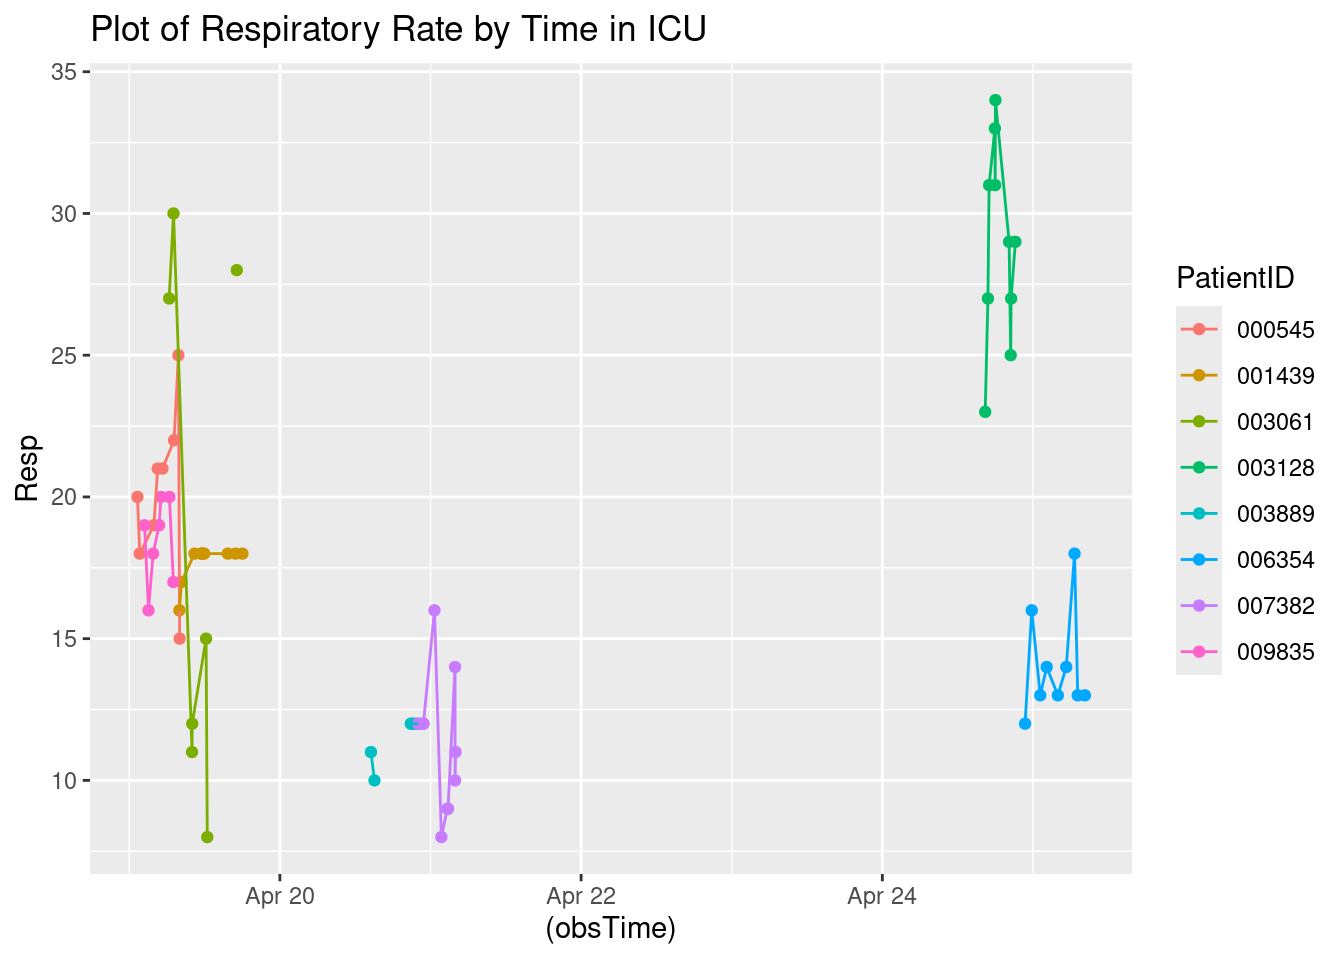 Plot of Respiratory Rate by Time in ICU
35
30
25
20
15
10
Resp
Apr 20
Apr 22
Apr 24
(obsTime)
PatientID
000545
001439
003061
003128
003889
006354
007382
009835